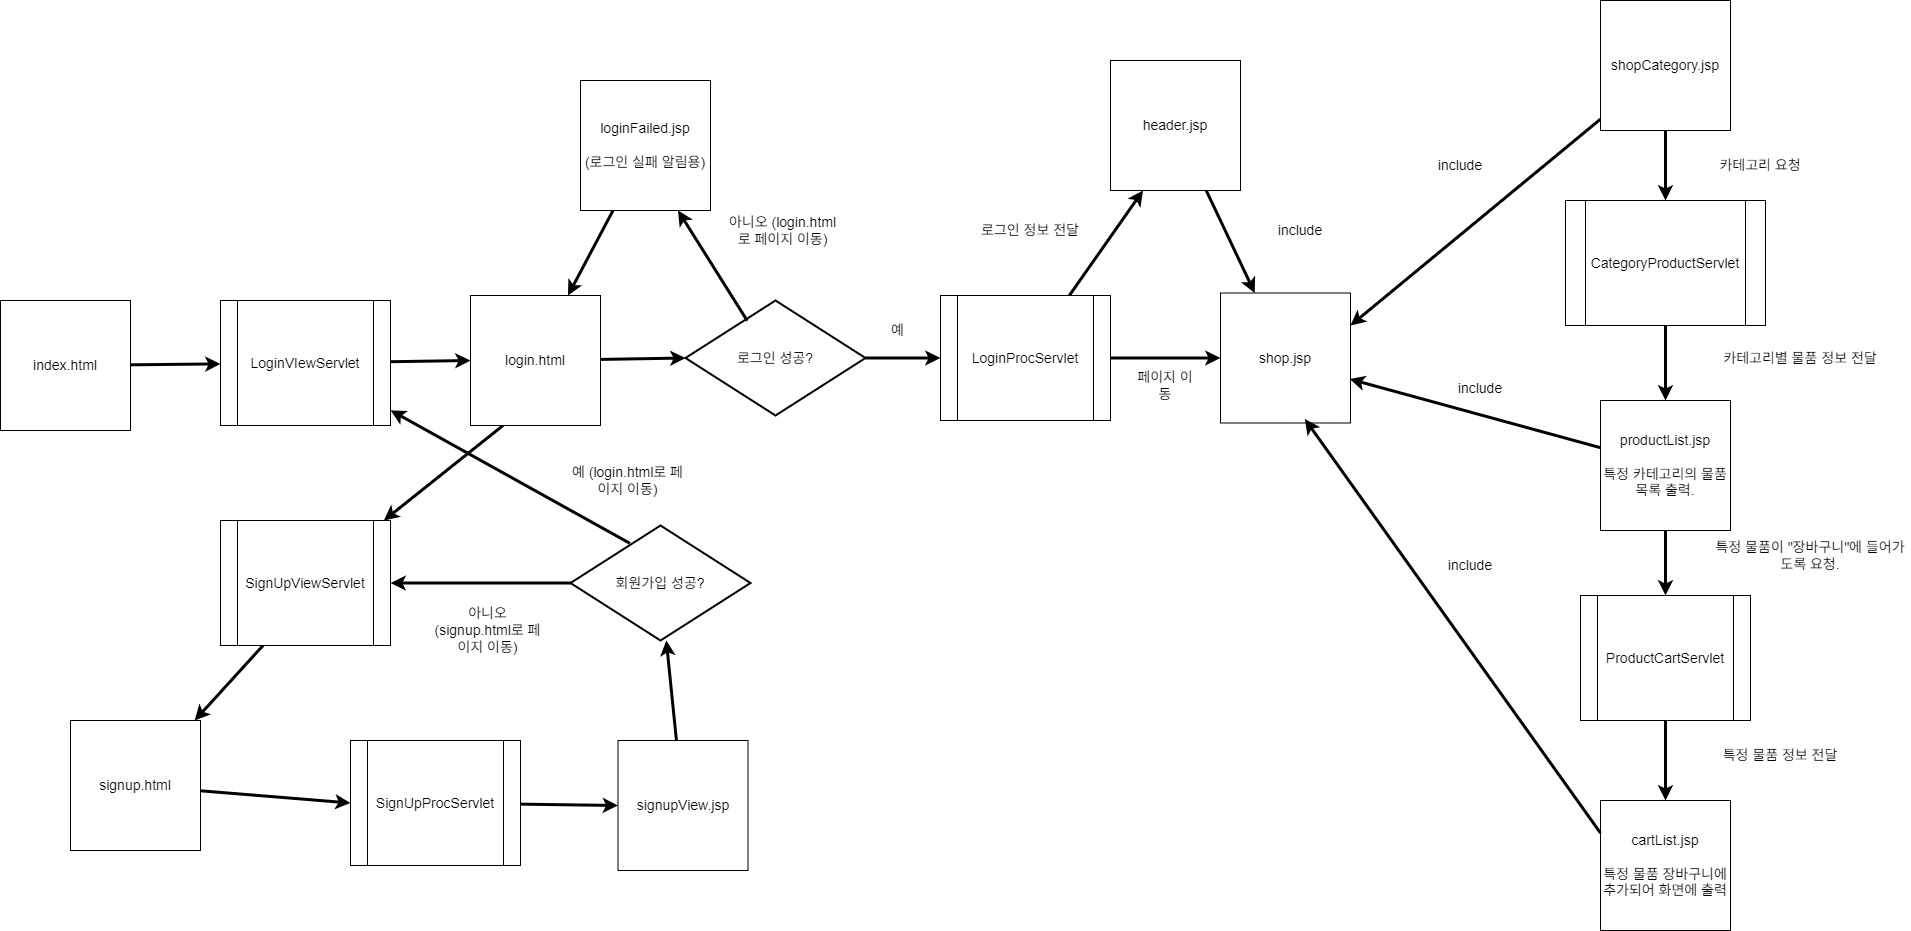 index.html
LoginVIewServlet
login.html
loginFailed.jsp
(로그인 실패 알림용)
아니오 (login.html
로 페이지 이동)
로그인 성공?
예
LoginProcServlet
로그인 정보 전달
header.jsp
include
페이지 이
동
shop.jsp
shopCategory.jsp
include
카테고리 요청
CategoryProductServlet
카테고리별 물품 정보 전달
include
productList.jsp
특정 카테고리의 물품
목록 출력.
특정 물품이 "장바구니"에 들어가
도록 요청.
include
ProductCartServlet
특정 물품 정보 전달
cartList.jsp
특정 물품 장바구니에
추가되어 화면에 출력
예 (login.html로 페
이지 이동)
SignUpViewServlet
회원가입 성공?
아니오
(signup.html로 페
이지 이동)
signup.html
SignUpProcServlet
signupView.jsp